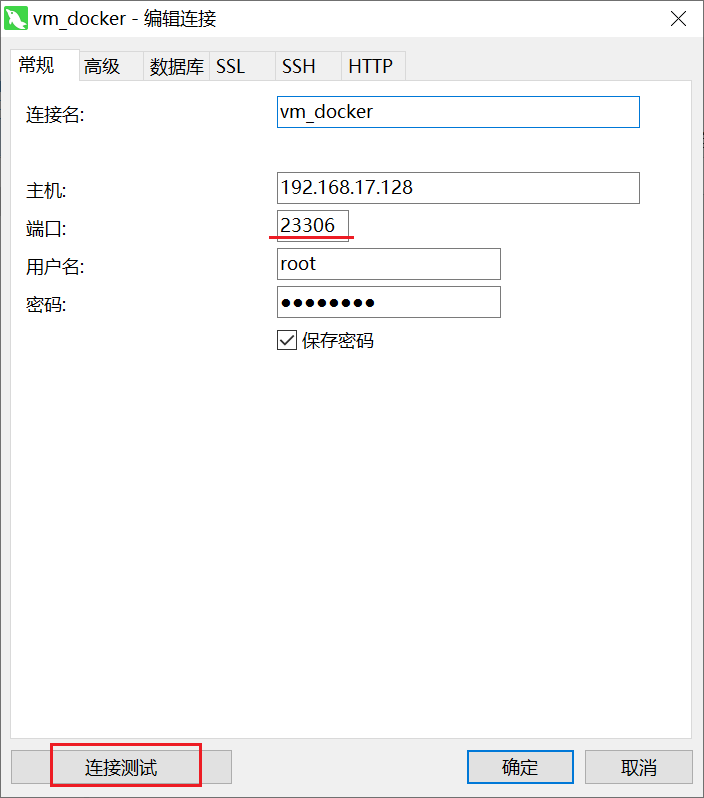 vm_docker - 编辑连接
常规 高级 数据库 SSL SSH HTTP
连接名: vm_docker
主机: 192.168.17.128
端口: 23306
用户名: root
密码: ●●●●●●●●
保存密码
连接测试 确定 取消